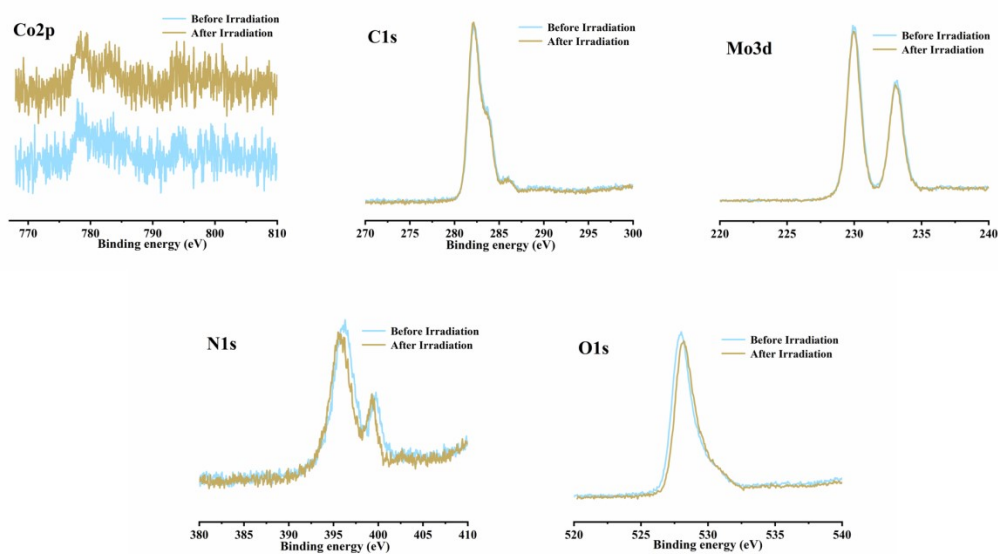 Co2p
Before Irradiation
After Irradiation
770 780 790 800 810
Binding energy (eV)
C1s
Before Irradiation
After Irradiation
270 275 280 285 290 295 300
Binding energy (eV)
Mo3d
Before Irradiation
After Irradiation
220 225 230 235 240
Binding energy (eV)
N1s
Before Irradiation
After Irradiation
380 385 390 395 400 405 410
Binding energy (eV)
O1s
Before Irradiation
After Irradiation
520 525 530 535 540
Binding energy (eV)